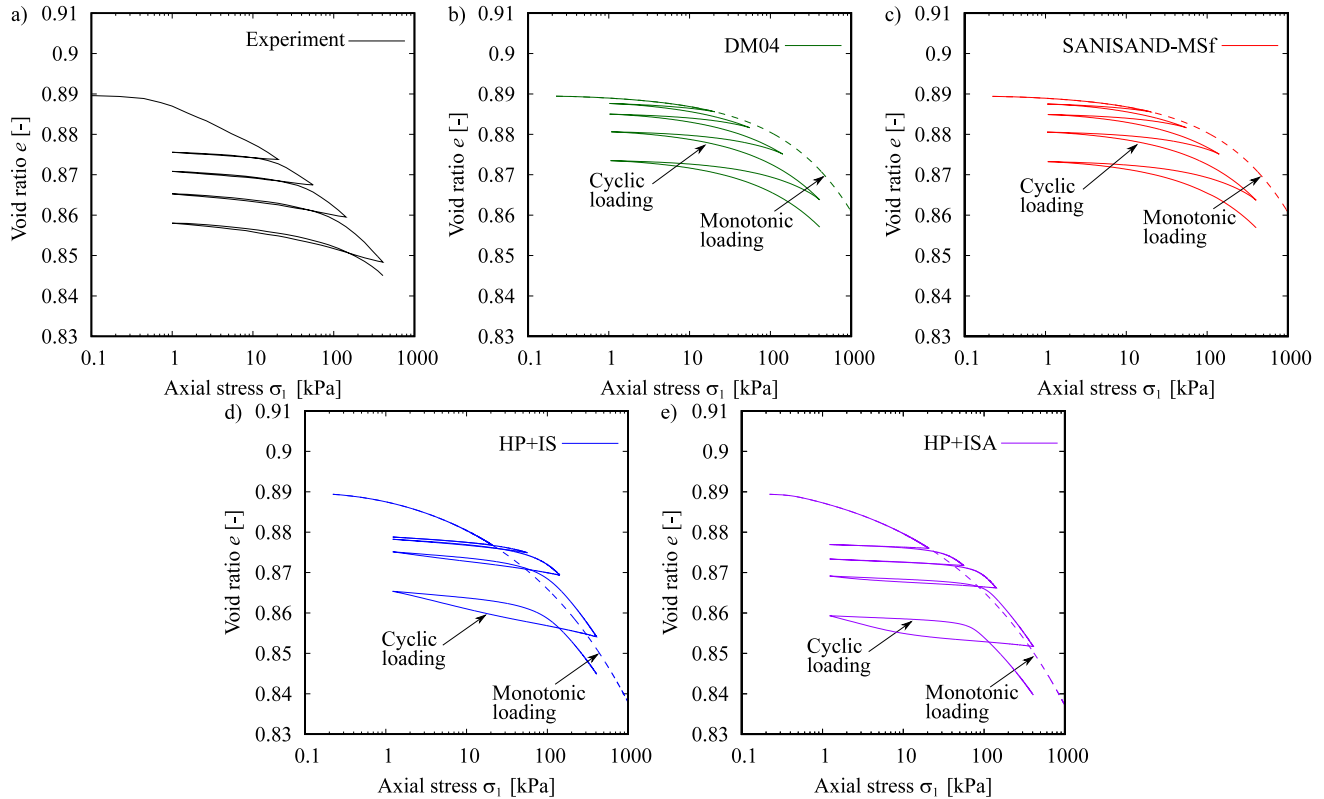 a)
0.91
0.9
0.89
0.88
0.87
0.86
0.85
0.84
0.83
Void ratio e [-]
Experiment
0.1 1 10 100 1000
Axial stress σ₁ [kPa]
b)
0.91
0.9
0.89
0.88
0.87
0.86
0.85
0.84
0.83
Void ratio e [-]
DM04
Cyclic
loading
Monotonic
loading
0.1 1 10 100 1000
Axial stress σ₁ [kPa]
c)
0.91
0.9
0.89
0.88
0.87
0.86
0.85
0.84
0.83
Void ratio e [-]
SANISAND-MSf
Cyclic
loading
Monotonic
loading
0.1 1 10 100 1000
Axial stress σ₁ [kPa]
d)
0.91
0.9
0.89
0.88
0.87
0.86
0.85
0.84
0.83
Void ratio e [-]
HP+IS
Cyclic
loading
Monotonic
loading
0.1 1 10 100 1000
Axial stress σ₁ [kPa]
e)
0.91
0.9
0.89
0.88
0.87
0.86
0.85
0.84
0.83
Void ratio e [-]
HP+ISA
Cyclic
loading
Monotonic
loading
0.1 1 10 100 1000
Axial stress σ₁ [kPa]